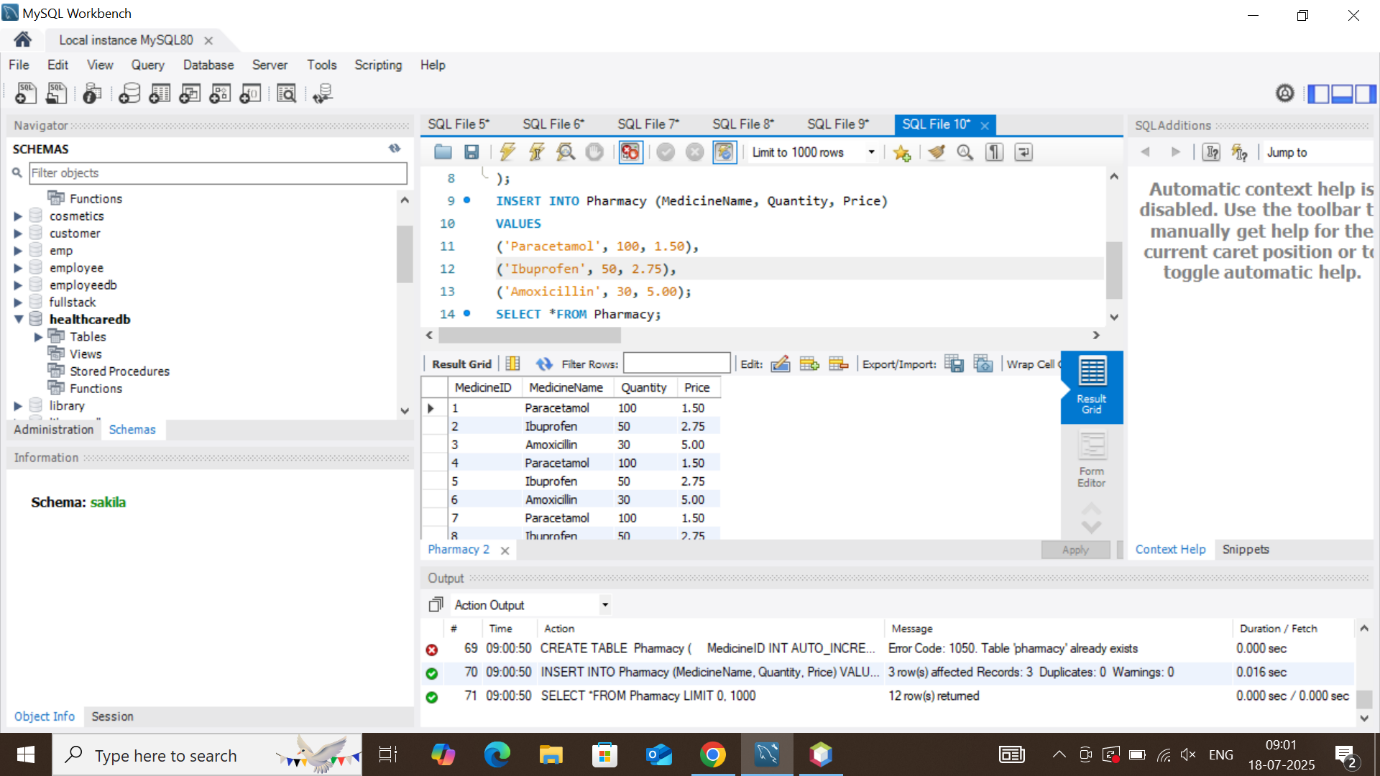 MySQL Workbench
Local instance MySQL80
File Edit View Query Database Server Tools Scripting Help
Navigator
SCHEMAS
Filter objects
Functions
cosmetics
customer
emp
employee
employeedb
fullstack
healthcaredb
Tables
Views
Stored Procedures
Functions
library
Administration Schemas
Information
Schema: sakila
Object Info Session
SQL File 5* SQL File 6* SQL File 7* SQL File 8* SQL File 9* SQL File 10*
Limit to 1000 rows
8 );
9 INSERT INTO Pharmacy (MedicineName, Quantity, Price)
10 VALUES
11 ('Paracetamol', 100, 1.50),
12 ('Ibuprofen', 50, 2.75),
13 ('Amoxicillin', 30, 5.00);
14 SELECT *FROM Pharmacy;
Result Grid Filter Rows: Edit: Export/Import: Wrap Cell
MedicineID MedicineName Quantity Price
1 Paracetamol 100 1.50
2 Ibuprofen 50 2.75
3 Amoxicillin 30 5.00
4 Paracetamol 100 1.50
5 Ibuprofen 50 2.75
6 Amoxicillin 30 5.00
7 Paracetamol 100 1.50
8 Ibuprofen 50 2.75
Result
Grid
Form
Editor
Pharmacy 2
Apply
SQLAdditions
Jump to
Automatic context help is
disabled. Use the toolbar t
manually get help for the
current caret position or to
toggle automatic help.
Context Help Snippets
Output
Action Output
# Time Action Message Duration / Fetch
69 09:00:50 CREATE TABLE Pharmacy ( MedicineID INT AUTO_INCRE... Error Code: 1050. Table 'pharmacy' already exists 0.000 sec
70 09:00:50 INSERT INTO Pharmacy (MedicineName, Quantity, Price) VALU... 3 row(s) affected Records: 3 Duplicates: 0 Warnings: 0 0.016 sec
71 09:00:50 SELECT *FROM Pharmacy LIMIT 0, 1000 12 row(s) returned 0.000 sec / 0.000 sec
Type here to search
ENG
09:01
18-07-2025
2